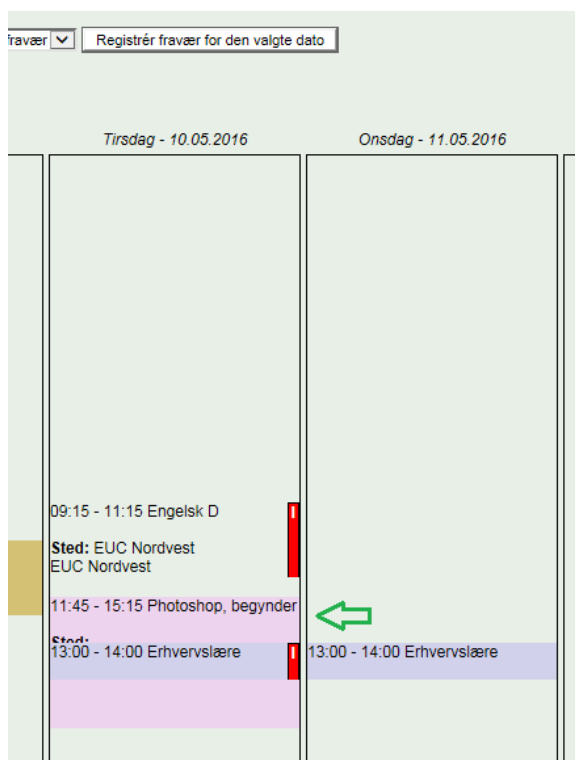 fravær Registrér fravær for den valgte dato
Tirsdag - 10.05.2016
Onsdag - 11.05.2016
09:15 - 11:15 Engelsk D
Sted: EUC Nordvest
EUC Nordvest
11:45 - 15:15 Photoshop, begynder
Sted:
13:00 - 14:00 Erhvervslære
13:00 - 14:00 Erhvervslære